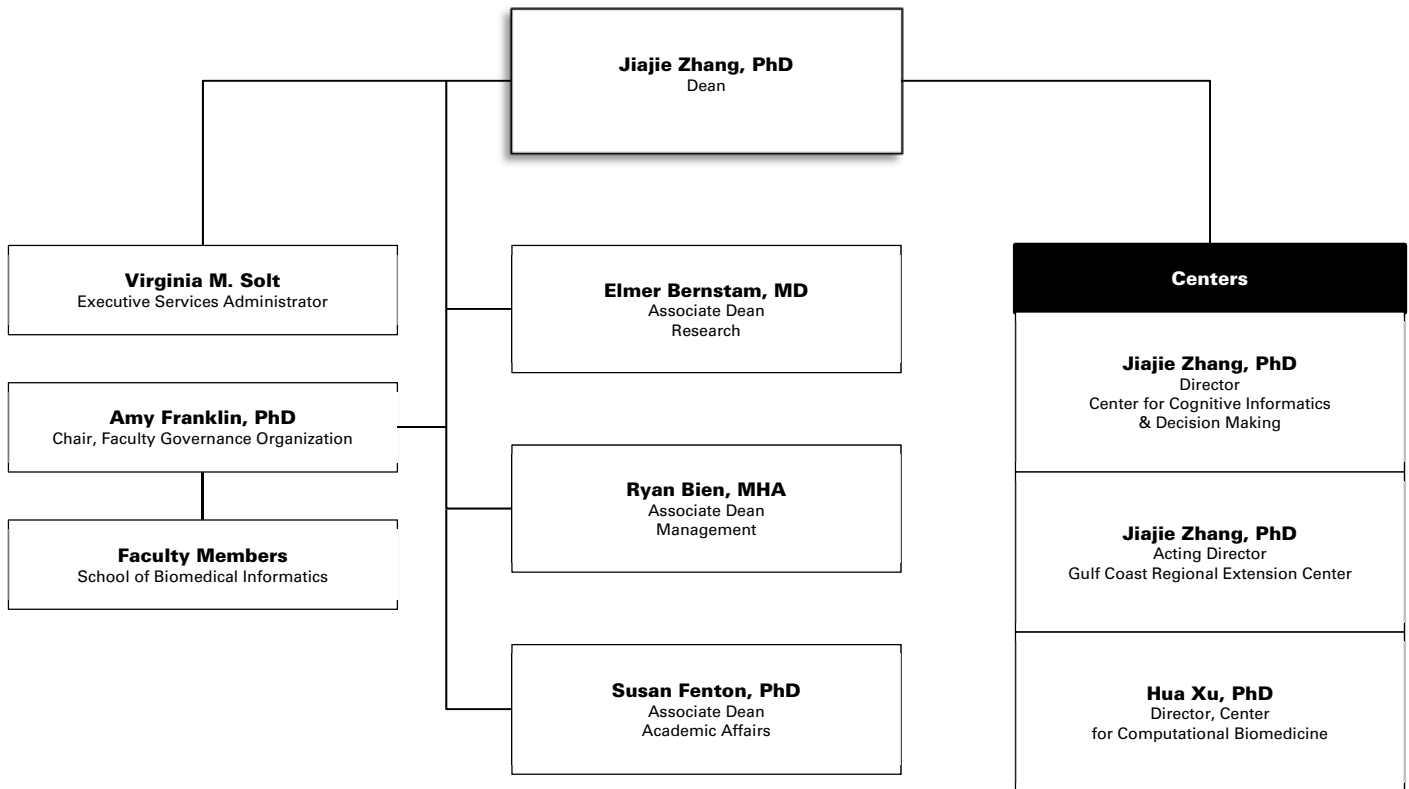 Jiajie Zhang, PhD
Dean
Virginia M. Solt
Executive Services Administrator
Amy Franklin, PhD
Chair, Faculty Governance Organization
Faculty Members
School of Biomedical Informatics
Elmer Bernstam, MD
Associate Dean
Research
Ryan Bien, MHA
Associate Dean
Management
Susan Fenton, PhD
Associate Dean
Academic Affairs
Centers
Jiajie Zhang, PhD
Director
Center for Cognitive Informatics
& Decision Making
Jiajie Zhang, PhD
Acting Director
Gulf Coast Regional Extension Center
Hua Xu, PhD
Director, Center
for Computational Biomedicine